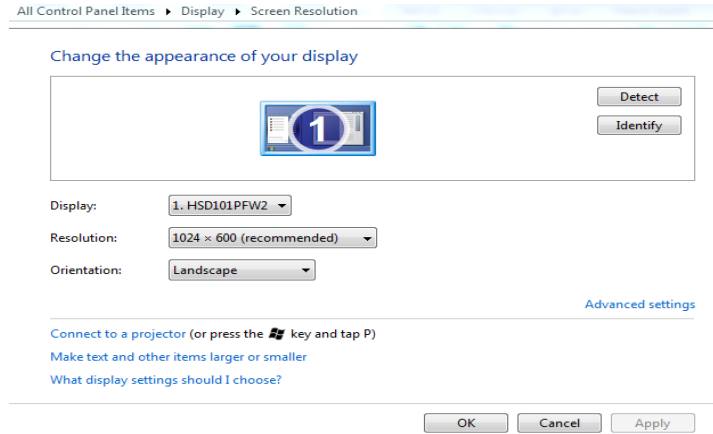 All Control Panel Items ▸ Display ▸ Screen Resolution
Change the appearance of your display
1
Detect
Identify
Display: 1. HSD101PFW2
Resolution: 1024 × 600 (recommended)
Orientation: Landscape
Advanced settings
Connect to a projector (or press the key and tap P)
Make text and other items larger or smaller
What display settings should I choose?
OK Cancel Apply